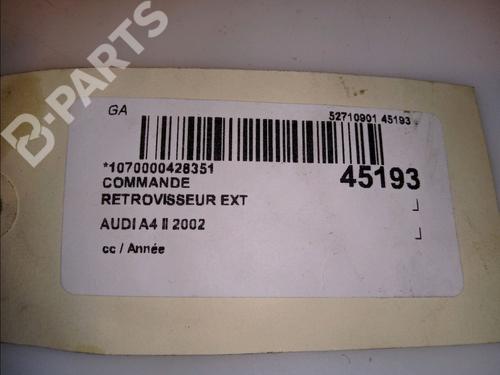 B-PARTS
GA
52710901 45193
*1070000428351
45193
COMMANDE
RETROVISSEUR EXT
AUDI A4 II 2002
cc / Année